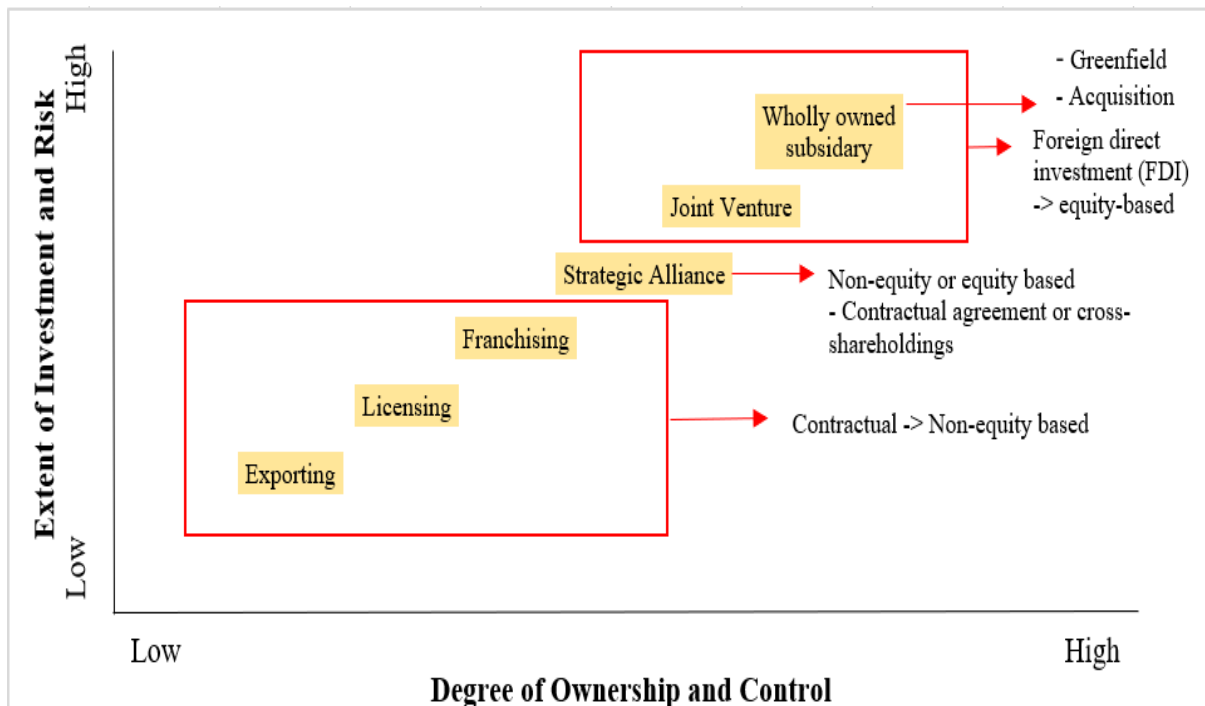 High
Extent of Investment and Risk
Low
Wholly owned
subsidary
Joint Venture
Strategic Alliance
Franchising
Licensing
Exporting
- Greenfield
- Acquisition
Foreign direct
investment (FDI)
-> equity-based
Non-equity or equity based
- Contractual agreement or cross-
shareholdings
Contractual -> Non-equity based
Low
High
Degree of Ownership and Control